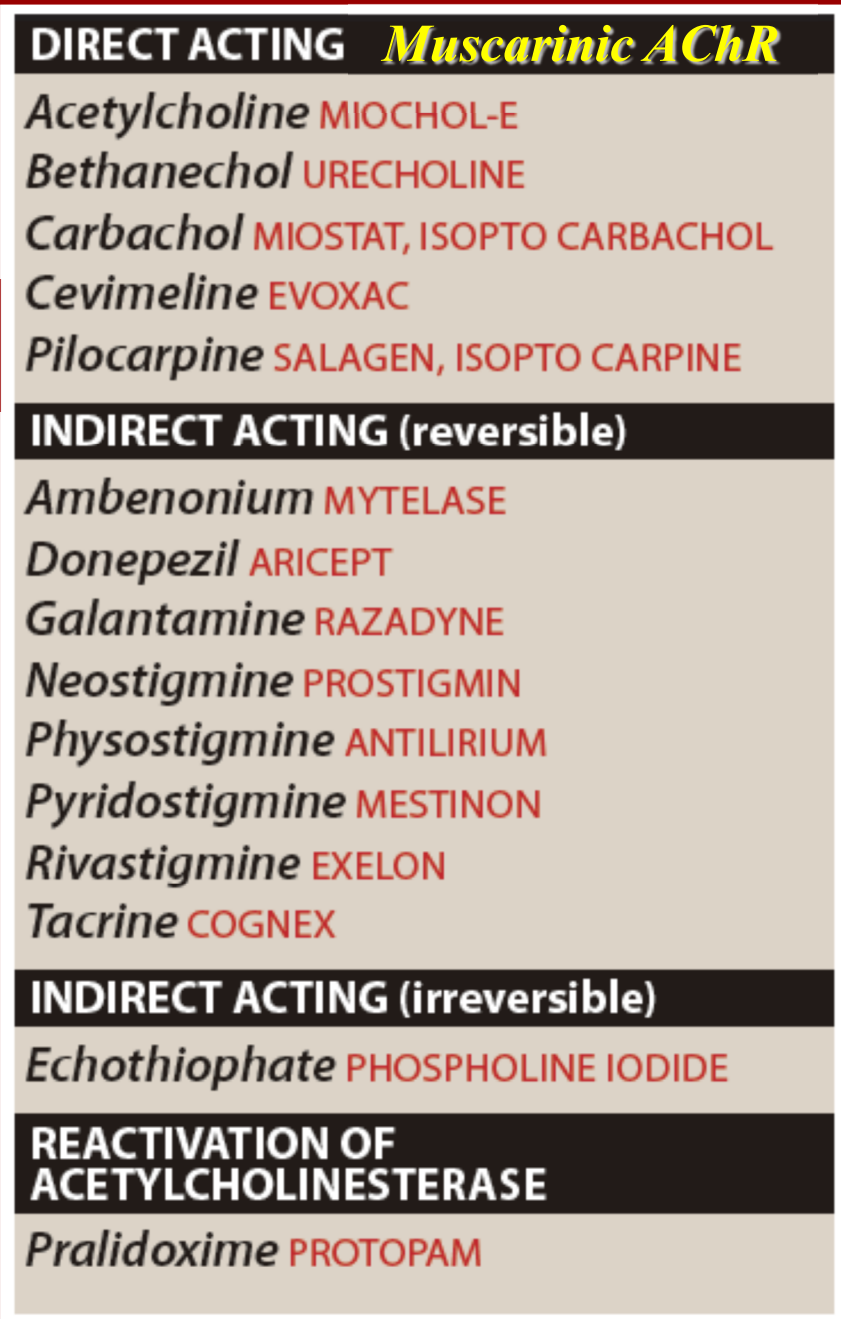 DIRECT ACTING Muscarinic AChR
Acetylcholine MIOCHOL-E
Bethanechol URECHOLINE
Carbachol MIOSTAT, ISOPTO CARBACHOL
Cevimeline EVOXAC
Pilocarpine SALAGEN, ISOPTO CARPINE
INDIRECT ACTING (reversible)
Ambenonium MYTELASE
Donepezil ARICEPT
Galantamine RAZADYNE
Neostigmine PROSTIGMIN
Physostigmine ANTILIRIUM
Pyridostigmine MESTINON
Rivastigmine EXELON
Tacrine COGNEX
INDIRECT ACTING (irreversible)
Echothiophate PHOSPHOLINE IODIDE
REACTIVATION OF
ACETYLCHOLINESTERASE
Pralidoxime PROTOPAM